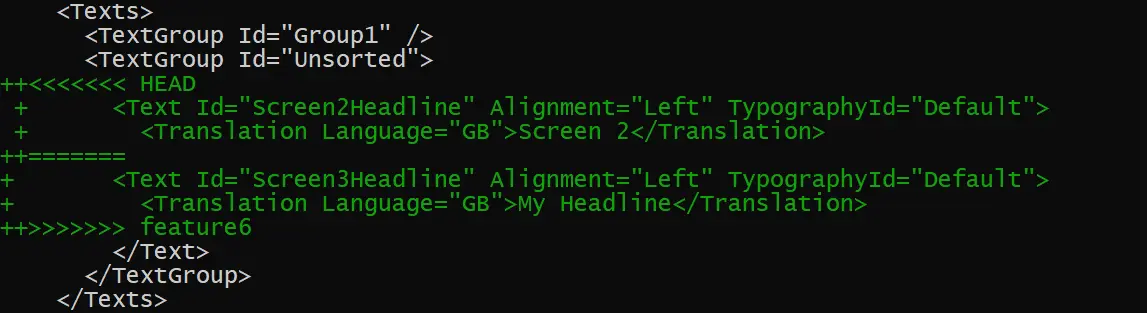 <Texts>
      <TextGroup Id="Group1" />
      <TextGroup Id="Unsorted">
++<<<<<<< HEAD
 +      <Text Id="Screen2Headline" Alignment="Left" TypographyId="Default">
 +        <Translation Language="GB">Screen 2</Translation>
++=======
+       <Text Id="Screen3Headline" Alignment="Left" TypographyId="Default">
+         <Translation Language="GB">My Headline</Translation>
++>>>>>>> feature6
        </Text>
      </TextGroup>
    </Texts>